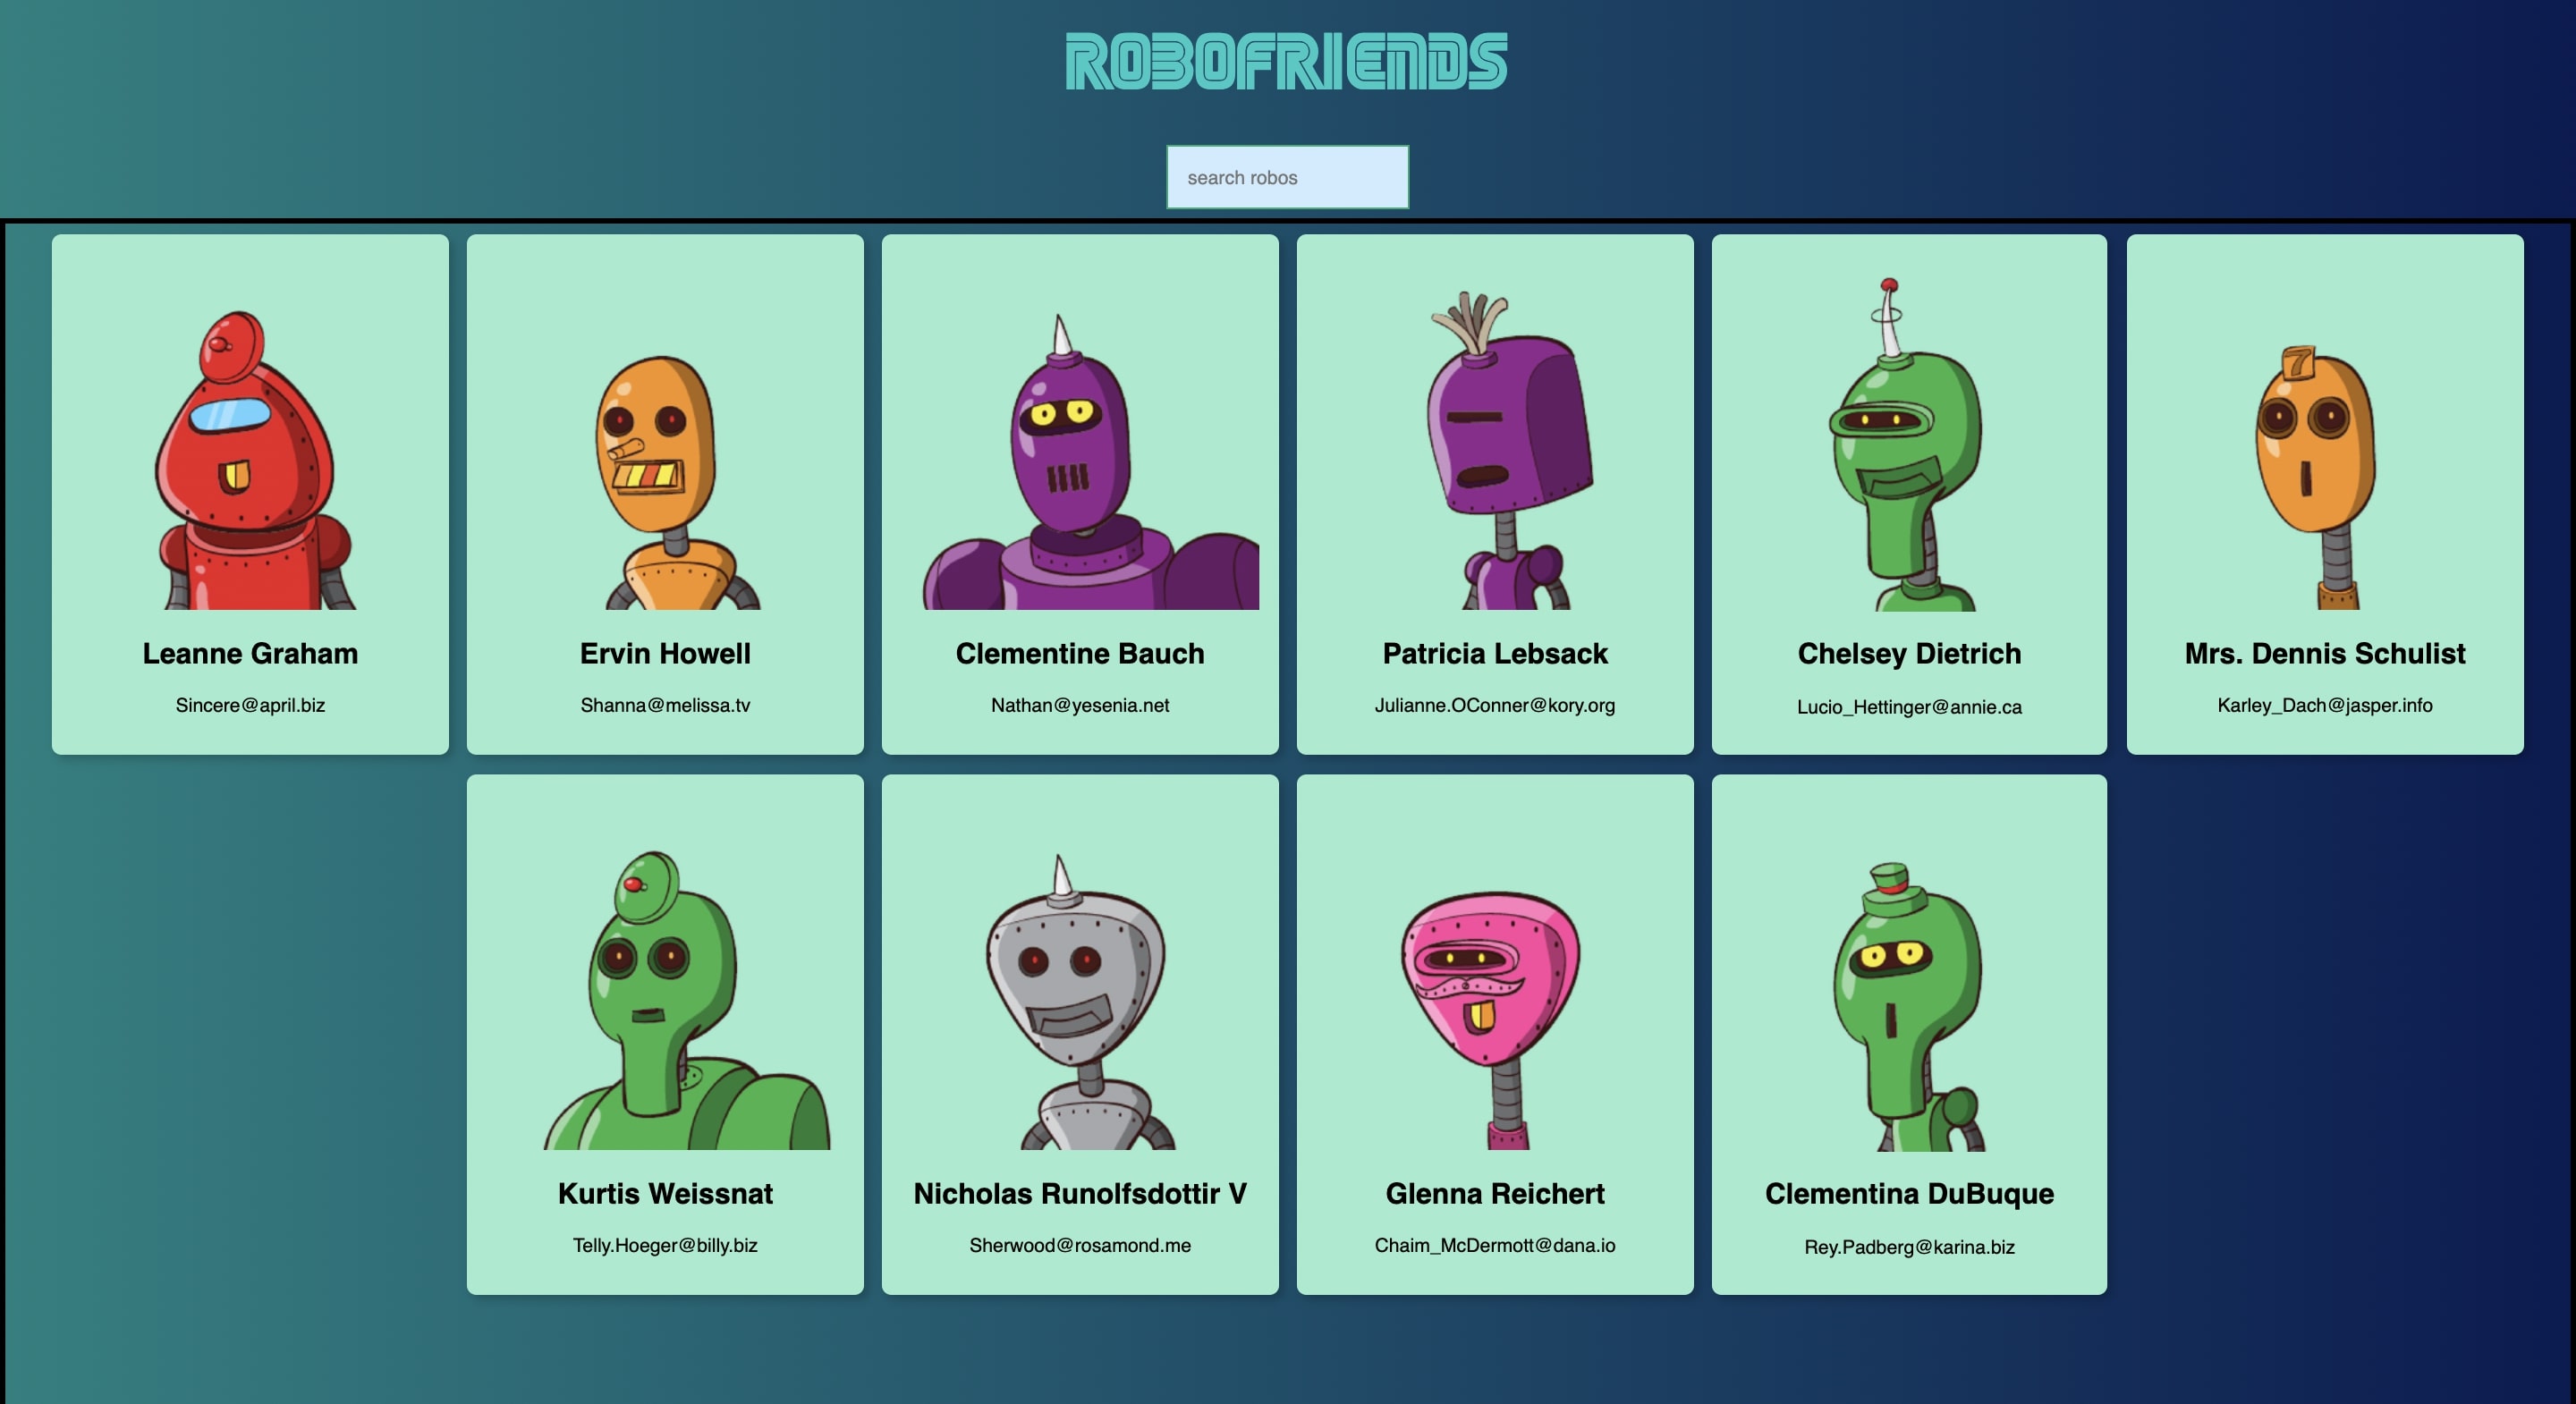 ROBOFRIENDS
search robos
7
Leanne Graham
Sincere@april.biz
Ervin Howell
Shanna@melissa.tv
Clementine Bauch
Nathan@yesenia.net
Patricia Lebsack
Julianne.OConner@kory.org
Chelsey Dietrich
Lucio_Hettinger@annie.ca
Mrs. Dennis Schulist
Karley_Dach@jasper.info
Kurtis Weissnat
Telly.Hoeger@billy.biz
Nicholas Runolfsdottir V
Sherwood@rosamond.me
Glenna Reichert
Chaim_McDermott@dana.io
Clementina DuBuque
Rey.Padberg@karina.biz